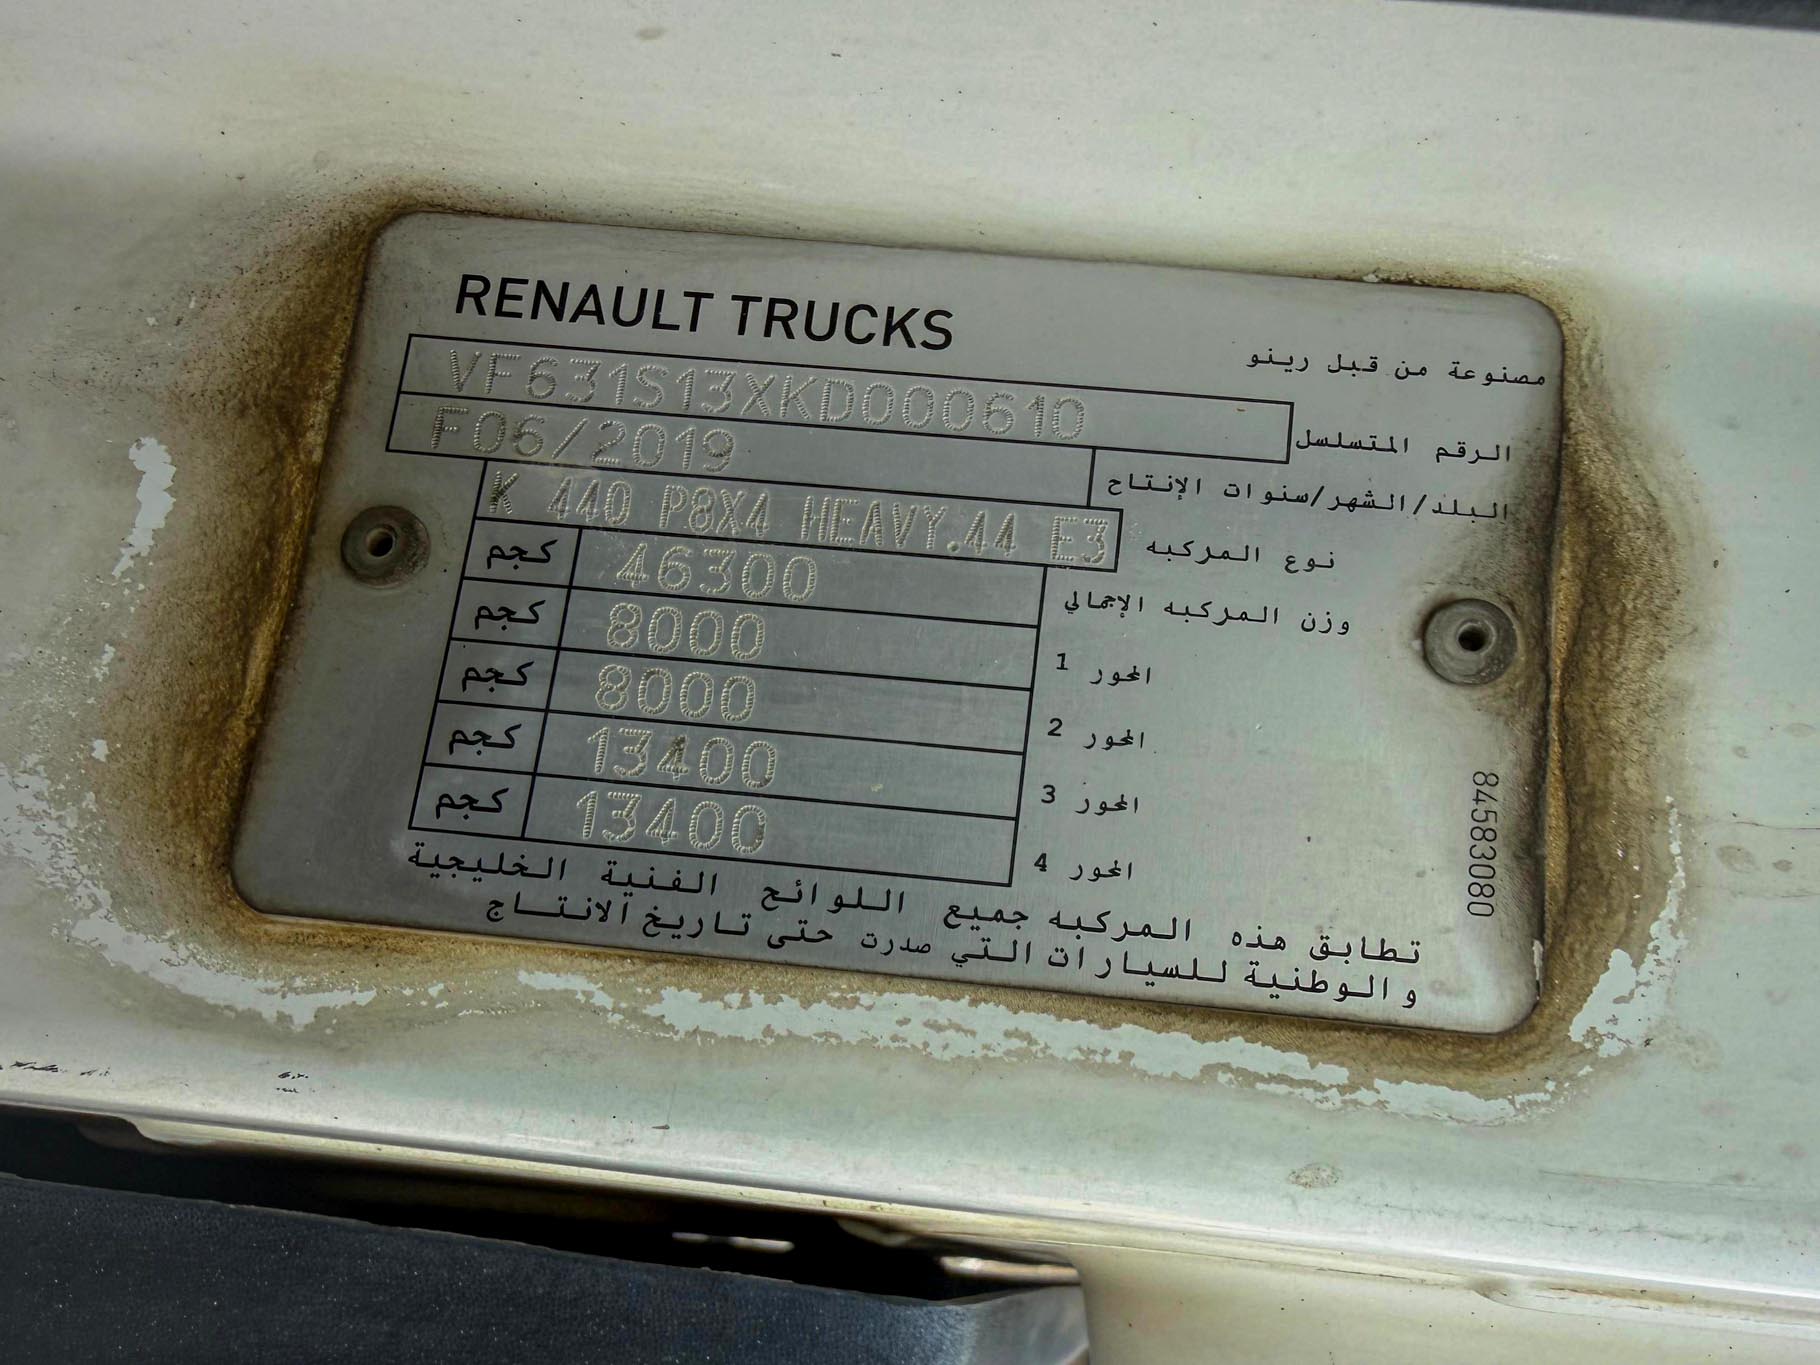 RENAULT TRUCKS
مصنوعة من قبل رينو
VF631S13XKD000610 الرقم المتسلسل
F06/2019 البلد/الشهر/سنوات الإنتاج
K 440 P8X4 HEAVY.44 E3 نوع المركبه
كجم 46300 وزن المركبه الإجمالي
كجم 8000 المحور 1
كجم 8000 المحور 2
كجم 13400 المحور 3
كجم 13400 المحور 4
تطابق هذه المركبه جميع اللوائح الفنية الخليجية
والوطنية للسيارات التي صدرت حتى تاريخ الانتاج
84583080